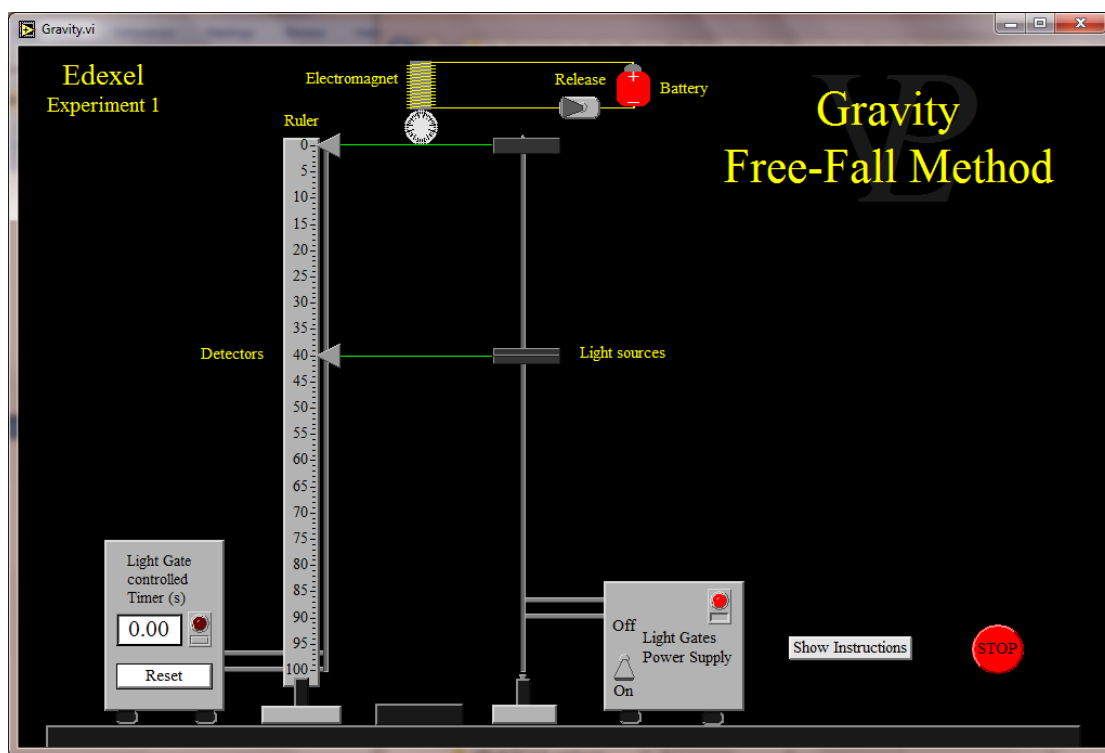 Gravity.vi
Edexel
Experiment 1
Electromagnet
Release
Battery
+
−
Gravity
Free-Fall Method
VPL
Ruler
0
5
10
15
20
25
30
35
40
45
50
55
60
65
70
75
80
85
90
95
100
Detectors
Light sources
Light Gate
controlled
Timer (s)
0.00
Reset
Off
Light Gates
Power Supply
On
Show Instructions
STOP